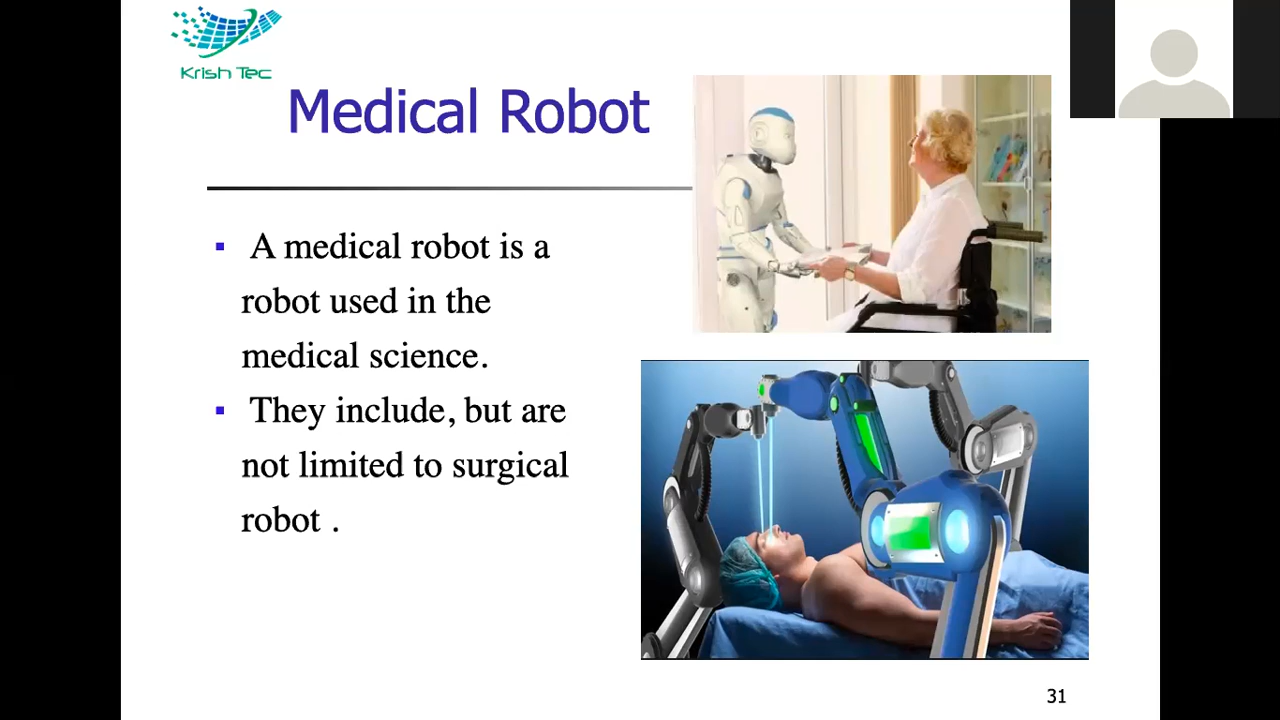 Krish Tec
Medical Robot
▪ A medical robot is a
robot used in the
medical science.
▪ They include, but are
not limited to surgical
robot .
31